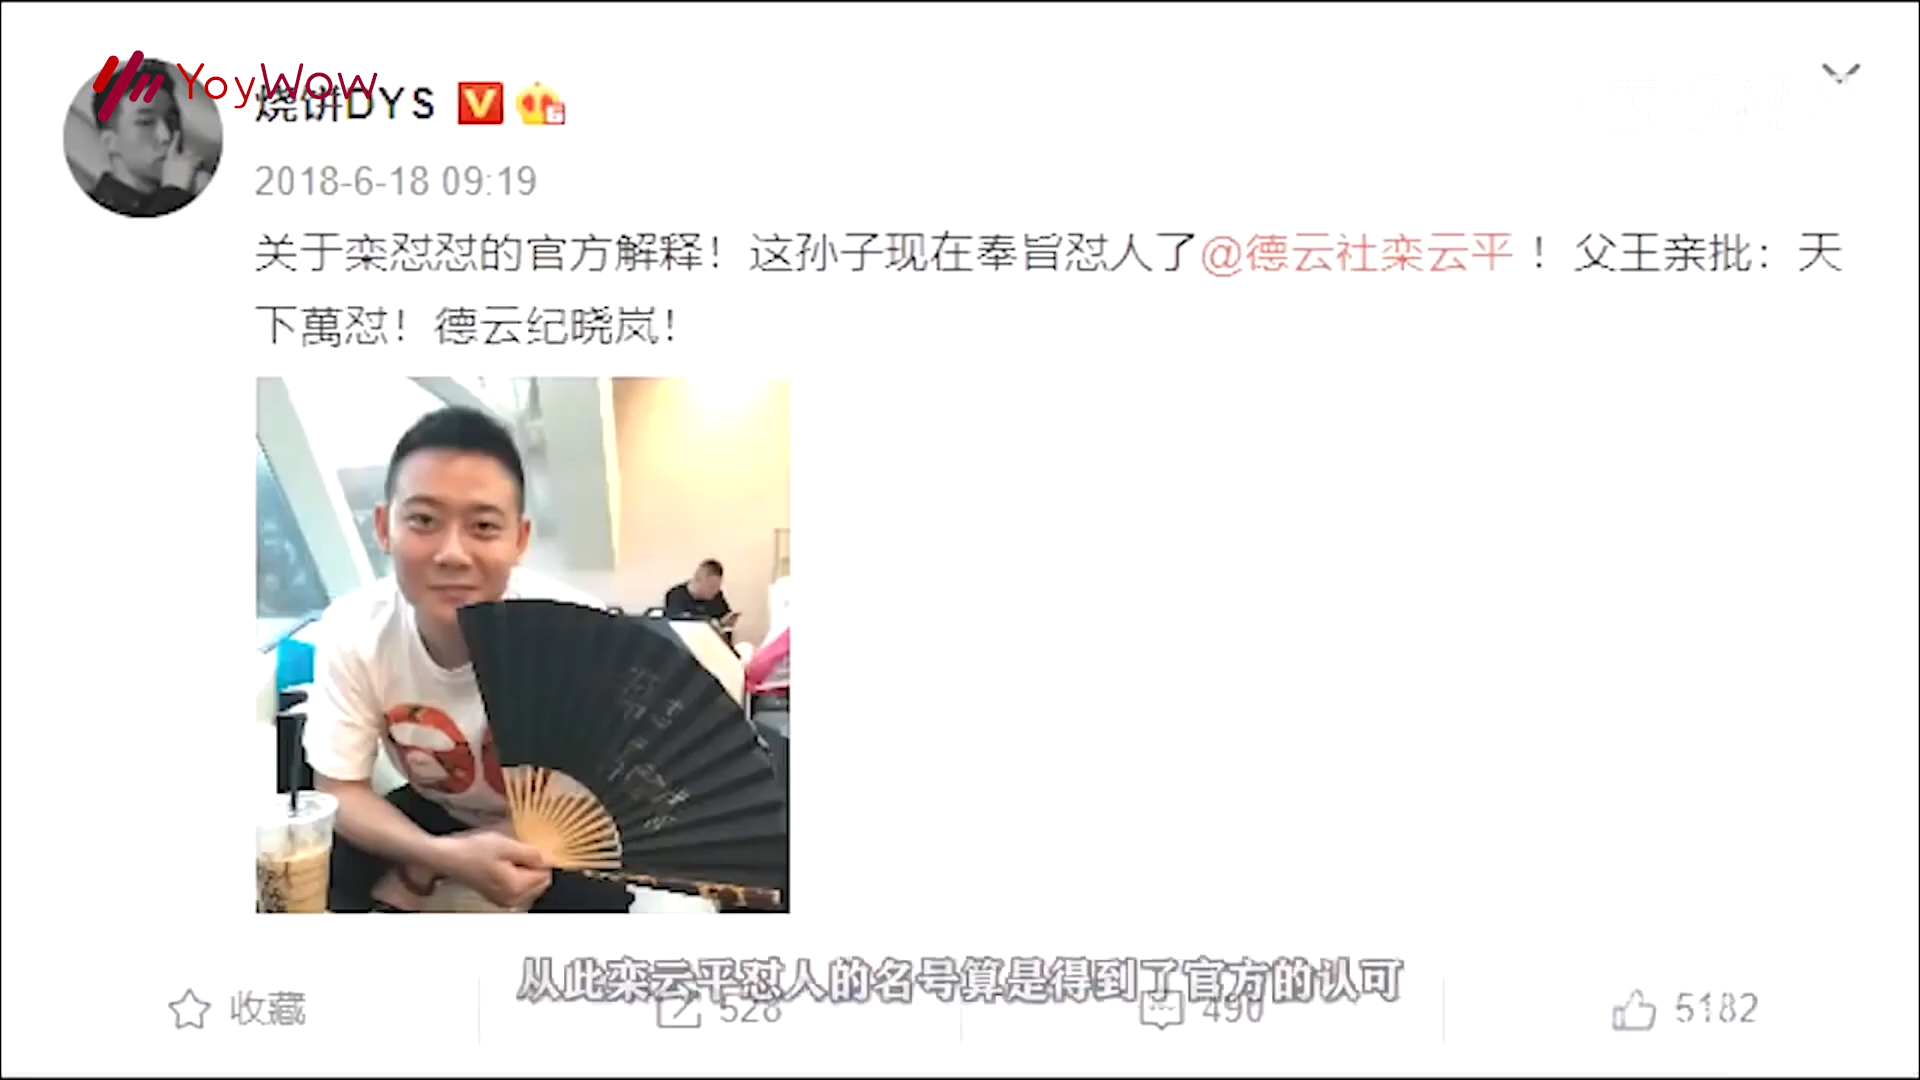 YoyWow
烧饼DYS
2018-6-18 09:19
关于栾怼怼的官方解释！这孙子现在奉旨怼人了@德云社栾云平！父王亲批：天
下萬怼！德云纪晓岚！
从此栾云平怼人的名号算是得到了官方的认可
收藏
528
490
5182